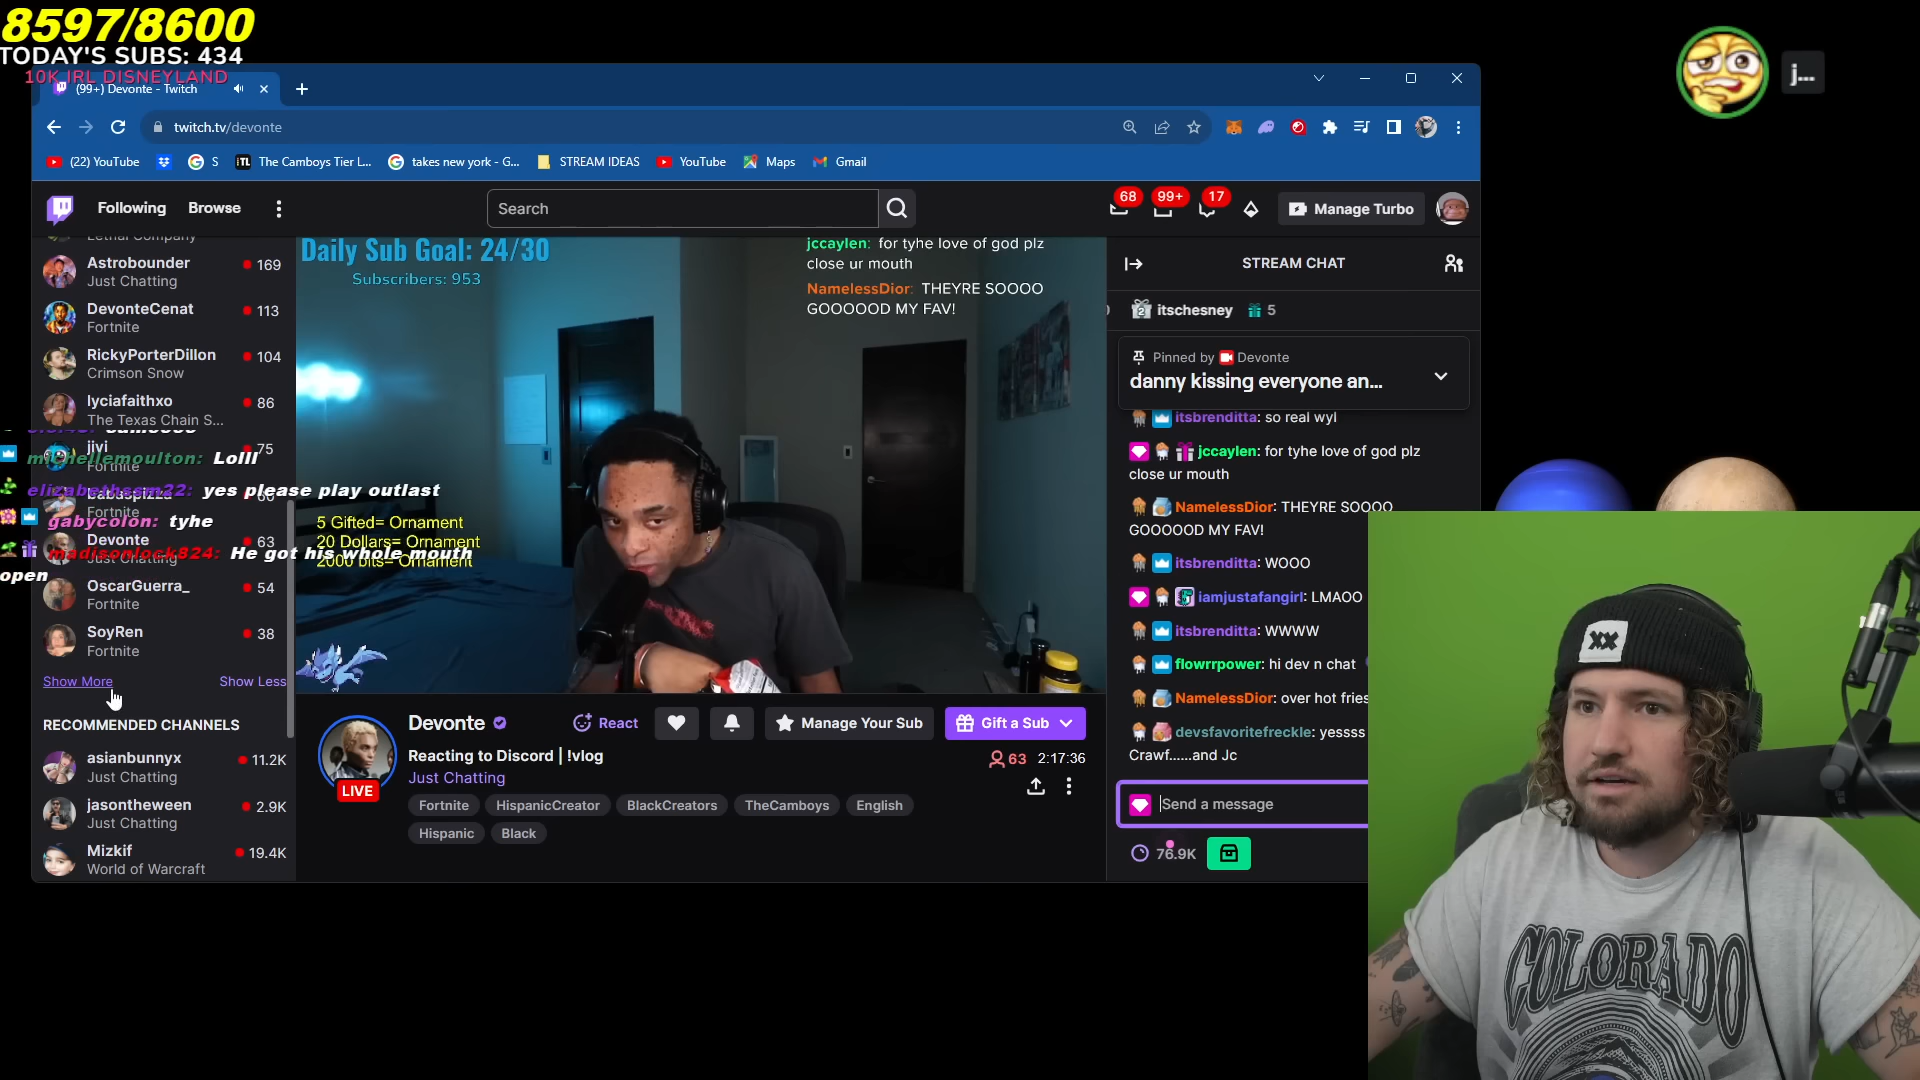 8597/8600
TODAY'S SUBS: 434
10K IRL DISNEYLAND
(99+) Devonte - Twitch
twitch.tv/devonte
(22) YouTube
S
The Camboys Tier L...
takes new york - G...
STREAM IDEAS
YouTube
Maps
Gmail
Following
Browse
Search
68
99+
17
Manage Turbo
j...
Lethal Company
Astrobounder
169
Just Chatting
DevonteCenat
113
Fortnite
RickyPorterDillon
104
Crimson Snow
lyciafaithxo
86
The Texas Chain S...
jivi
75
Fortnite
michellemoulton: Lolll
elizabethssm22: yes please play outlast
Fortnite
gabycolon: tyhe
Devonte
63
Just Chatting
madisonlock824: He got his whole mouth
open
OscarGuerra_
54
Fortnite
SoyRen
38
Fortnite
Show More
Show Less
RECOMMENDED CHANNELS
asianbunnyx
11.2K
Just Chatting
jasontheween
2.9K
Just Chatting
Mizkif
19.4K
World of Warcraft
Daily Sub Goal: 24/30
Subscribers: 953
jccaylen: for tyhe love of god plz
close ur mouth
NamelessDior: THEYRE SOOOO
GOOOOOD MY FAV!
5 Gifted= Ornament
20 Dollars= Ornament
2000 bits= Ornament
Devonte
React
Manage Your Sub
Gift a Sub
Reacting to Discord | !vlog
63
2:17:36
Just Chatting
LIVE
Fortnite
HispanicCreator
BlackCreators
TheCamboys
English
Hispanic
Black
STREAM CHAT
2
itschesney
5
Pinned by Devonte
danny kissing everyone an...
itsbrenditta: so real wyl
jccaylen: for tyhe love of god plz
close ur mouth
NamelessDior: THEYRE SOOOO
GOOOOOD MY FAV!
itsbrenditta: WOOO
iamjustafangirl: LMAOO
itsbrenditta: WWWW
flowrrpower: hi dev n chat
NamelessDior: over hot fries
devsfavoritefreckle: yessss
Crawf......and Jc
Send a message
76.9K
XX
COLORADO